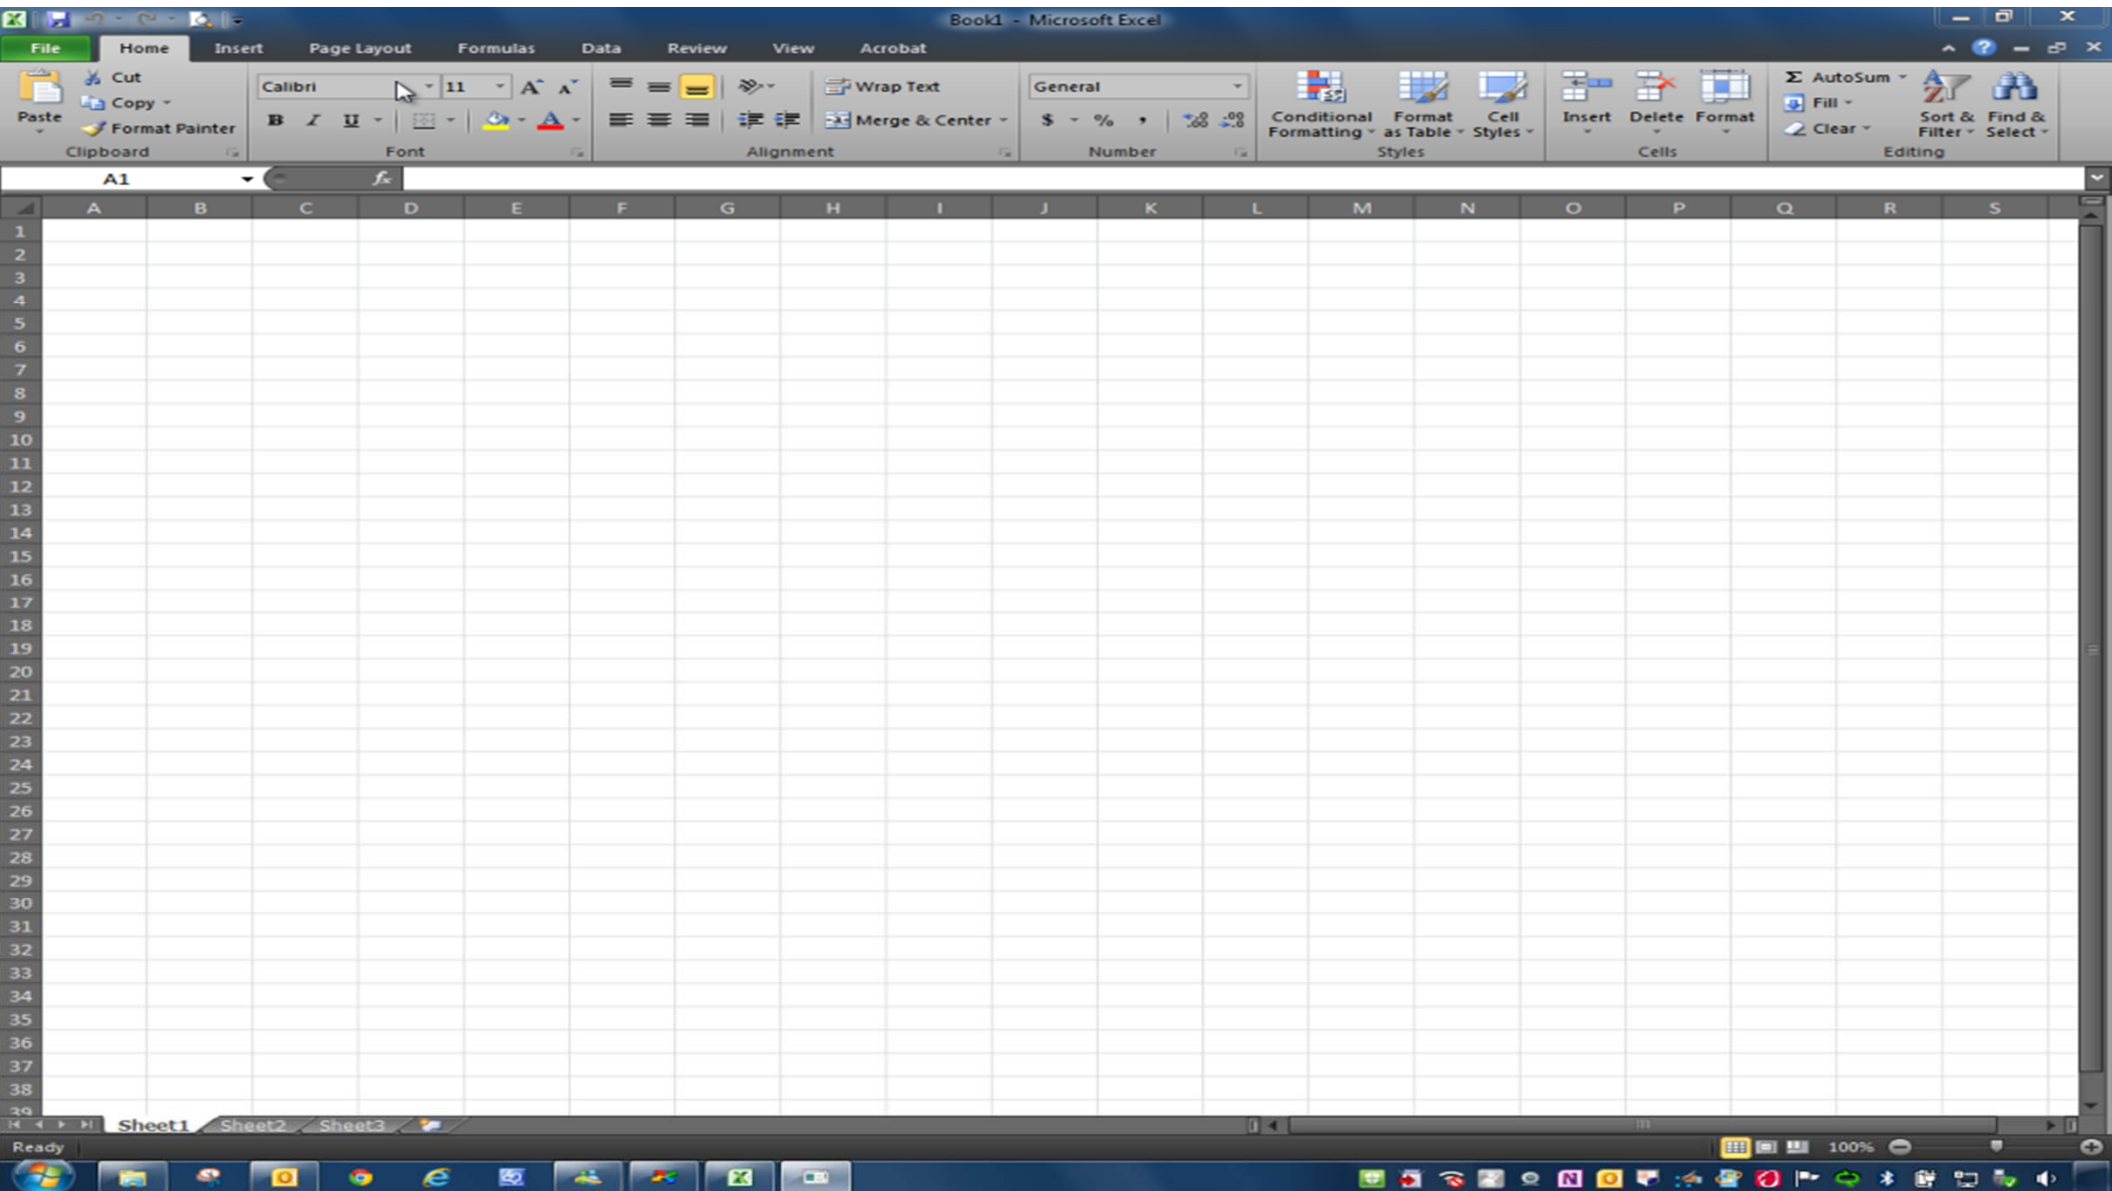 Book1 - Microsoft Excel
File Home Insert Page Layout Formulas Data Review View Acrobat
Paste
Cut
Copy
Format Painter
Clipboard
Calibri 11
B I U
Font
Wrap Text
Merge & Center
Alignment
General
$ % ,
Number
Conditional Formatting
Format as Table
Cell Styles
Styles
Insert Delete Format
Cells
Σ AutoSum
Fill
Clear
Sort & Filter
Find & Select
Editing
A1 fx
A B C D E F G H I J K L M N O P Q R S
1
2
3
4
5
6
7
8
9
10
11
12
13
14
15
16
17
18
19
20
21
22
23
24
25
26
27
28
29
30
31
32
33
34
35
36
37
38
39
Sheet1 Sheet2 Sheet3
Ready 100%